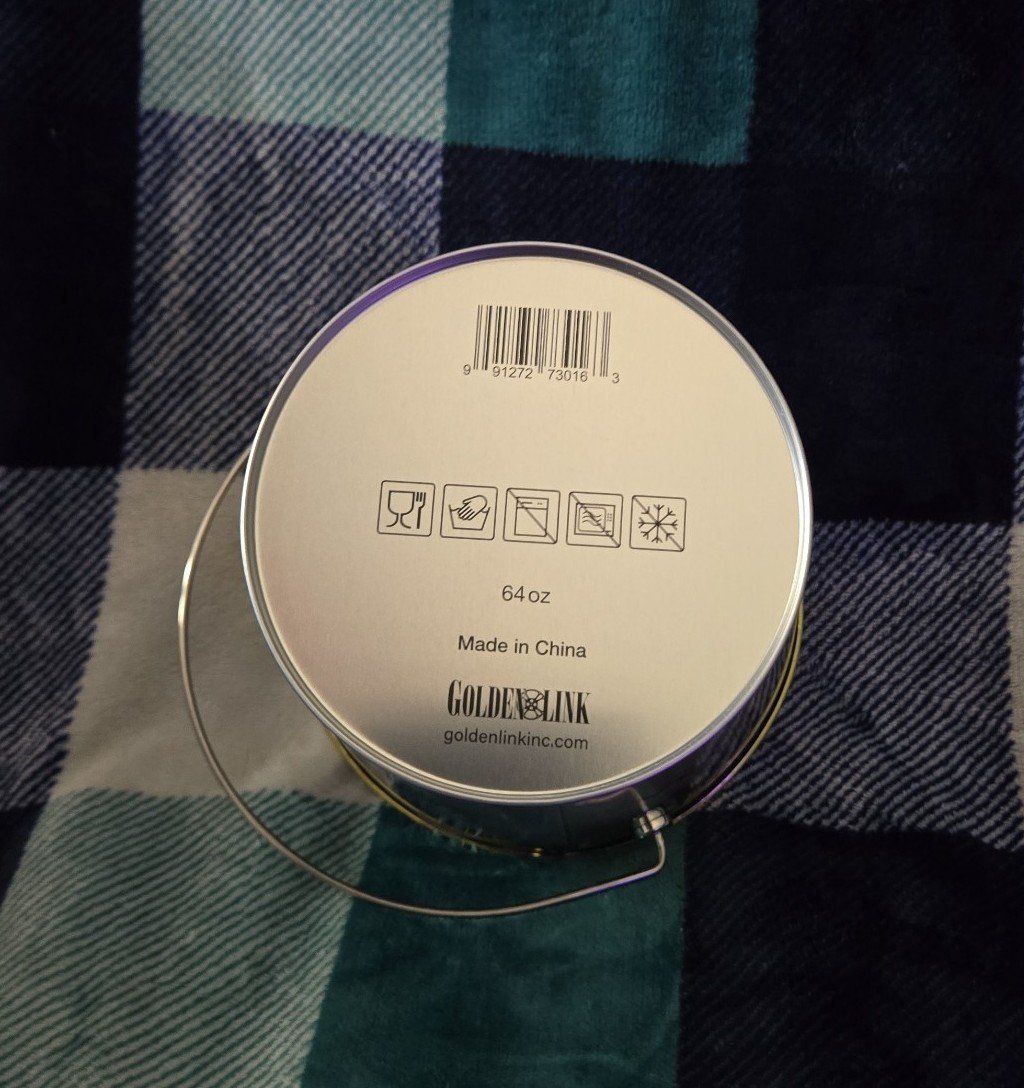 9 91272 73016 3
64 oz
Made in China
GOLDEN LINK
goldenlinkinc.com